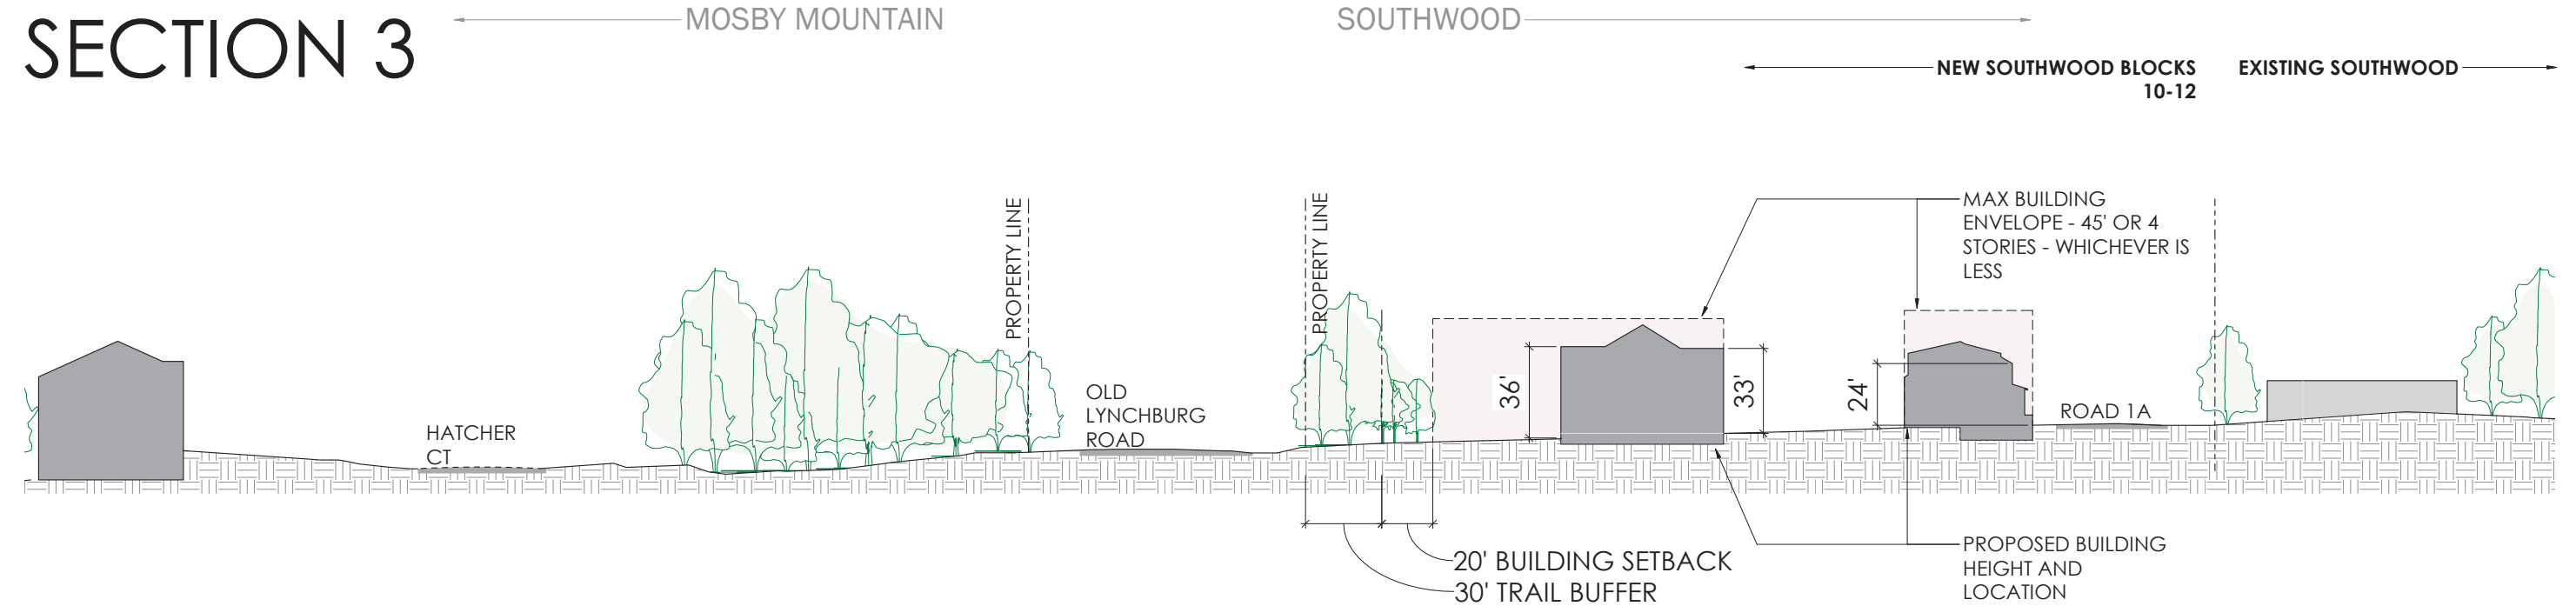 SECTION 3
MOSBY MOUNTAIN
SOUTHWOOD
NEW SOUTHWOOD BLOCKS
10-12
EXISTING SOUTHWOOD
PROPERTY LINE
PROPERTY LINE
MAX BUILDING
ENVELOPE - 45' OR 4
STORIES - WHICHEVER IS
LESS
HATCHER
CT
OLD
LYNCHBURG
ROAD
36'
33'
24'
ROAD 1A
20' BUILDING SETBACK
30' TRAIL BUFFER
PROPOSED BUILDING
HEIGHT AND
LOCATION